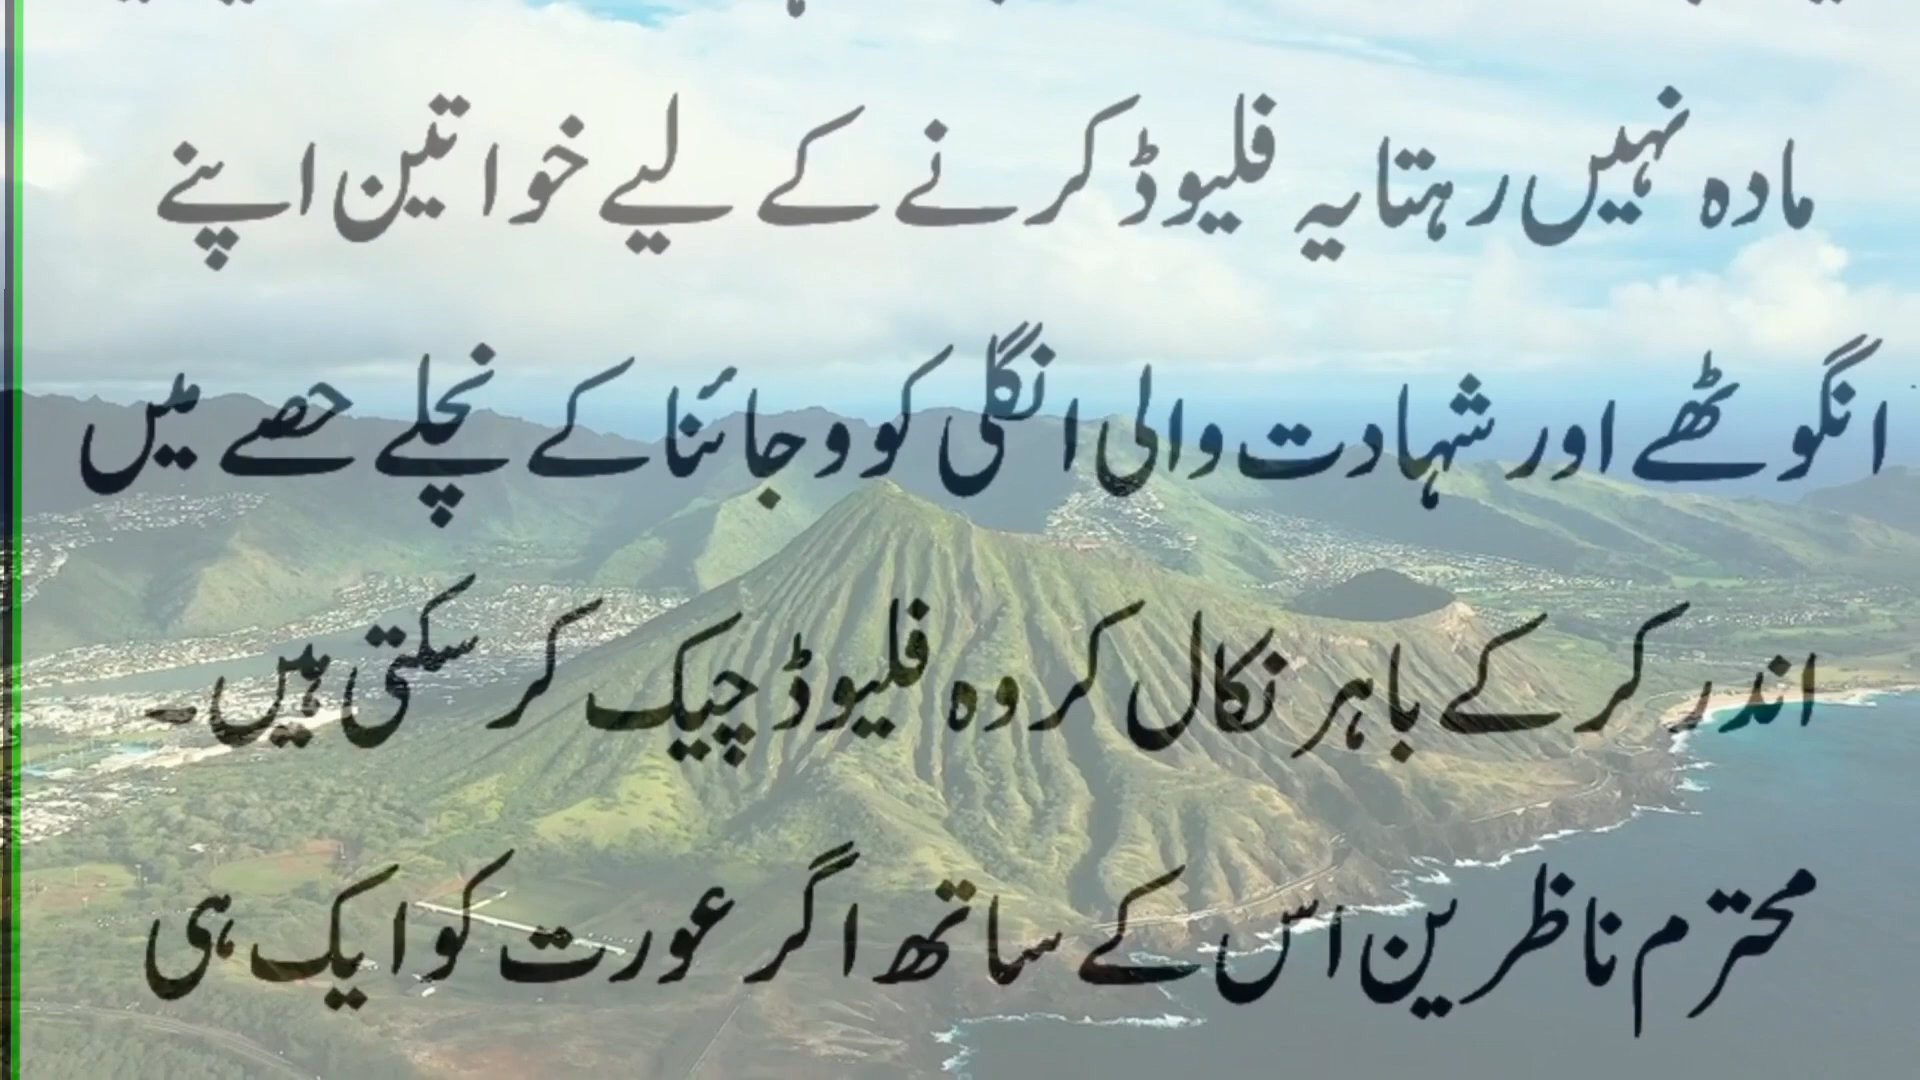 مادہ نہیں رہتا یہ فلیوڈ کرنے کے لیے خواتین اپنے
انگوٹھے اور شہادت والی انگلی کو وجائنا کے نچلے حصے میں
اندر کر کے باہر نکال کر وہ فلیوڈ چیک کر سکتی ہیں۔
محترم ناظرین اس کے ساتھ اگر عورت کو ایک ہی